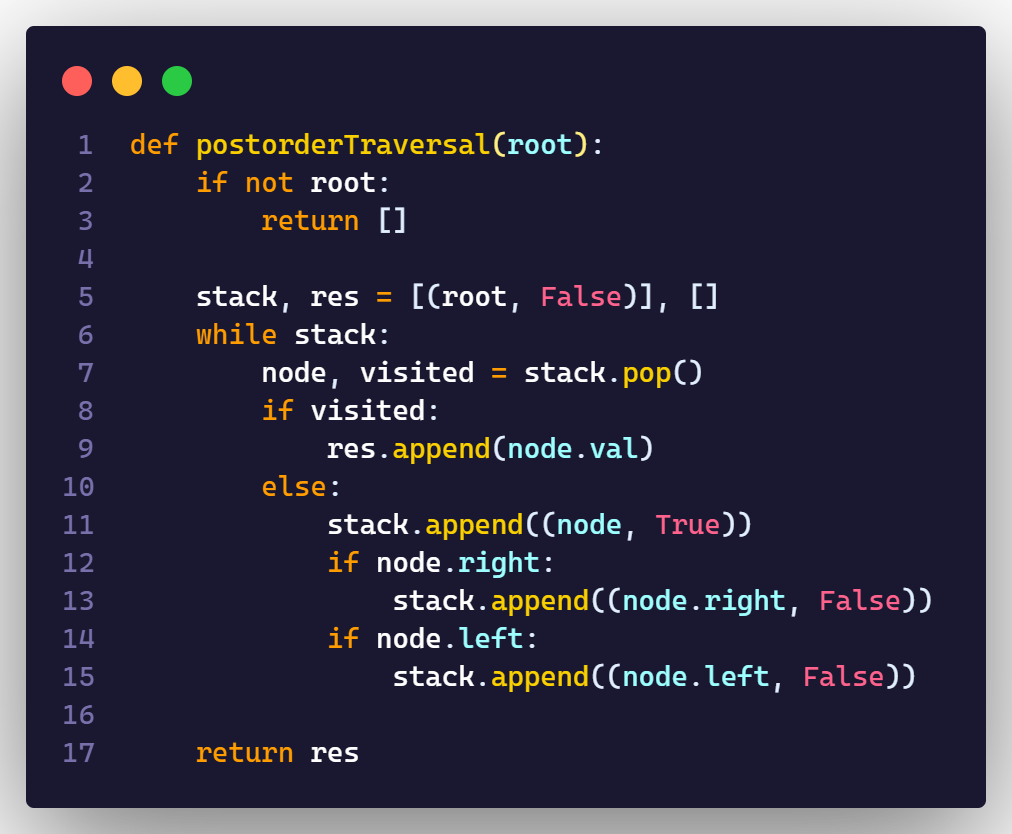 1 def postorderTraversal(root):
2     if not root:
3         return []
4
5     stack, res = [(root, False)], []
6     while stack:
7         node, visited = stack.pop()
8         if visited:
9             res.append(node.val)
10         else:
11             stack.append((node, True))
12             if node.right:
13                 stack.append((node.right, False))
14             if node.left:
15                 stack.append((node.left, False))
16
17     return res